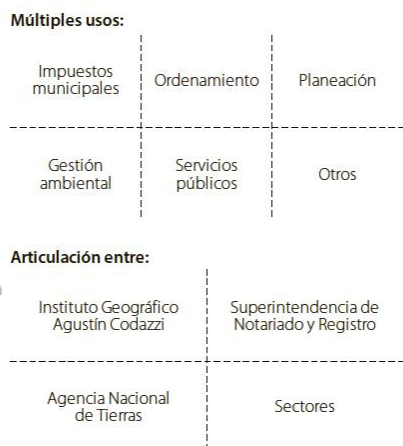 Múltiples usos:
Impuestos
municipales
Ordenamiento
Planeación
Gestión
ambiental
Servicios
públicos
Otros
Articulación entre:
Instituto Geográfico
Agustín Codazzi
Superintendencia de
Notariado y Registro
Agencia Nacional
de Tierras
Sectores